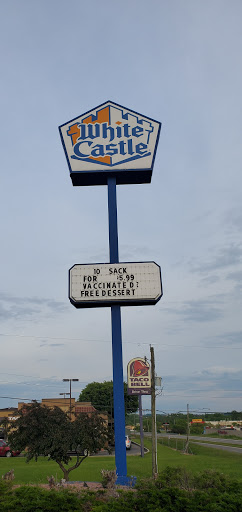 White
Castle
10 SACK
FOR $5.99
VACCINATED?
FREE DESSERT
TACO
BELL